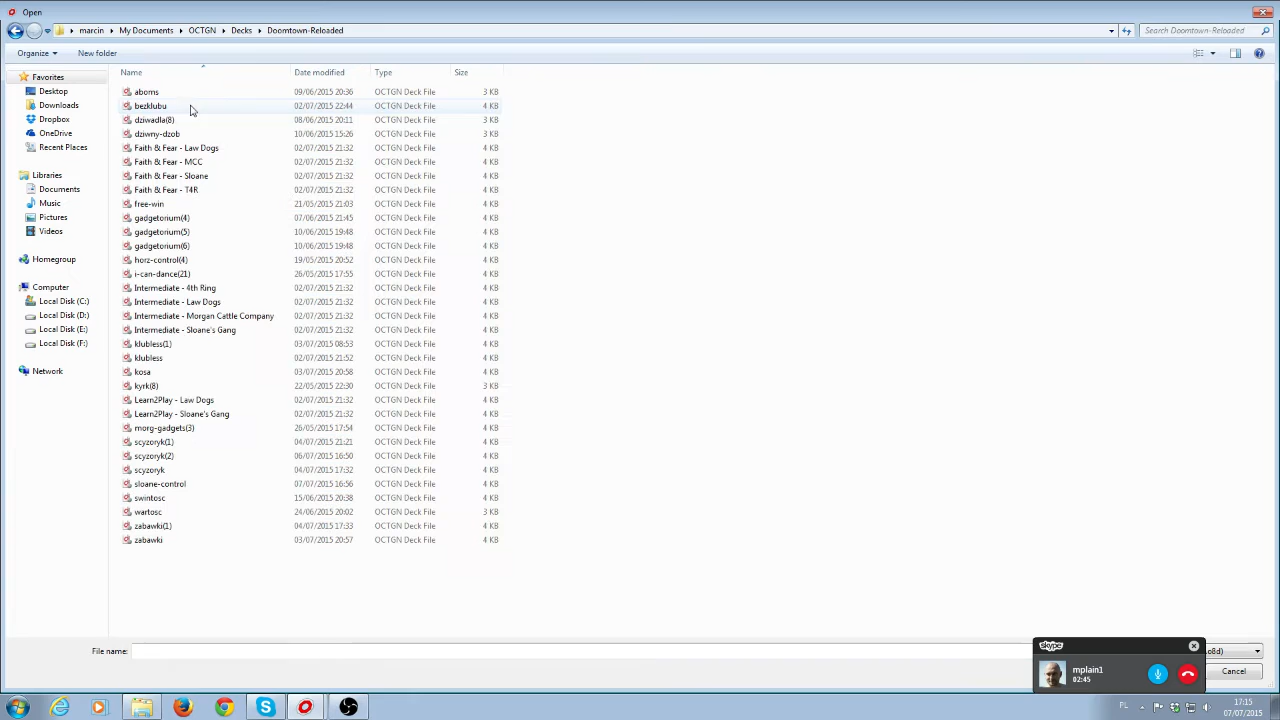 Open
marcin My Documents OCTGN Decks Doomtown-Reloaded Search Doomtown-Reloaded
Organize New folder
Favorites
Desktop
Downloads
Dropbox
OneDrive
Recent Places
Libraries
Documents
Music
Pictures
Videos
Homegroup
Computer
Local Disk (C:)
Local Disk (D:)
Local Disk (E:)
Local Disk (F:)
Network
Name Date modified Type Size
aboms 09/06/2015 20:36 OCTGN Deck File 3 KB
bezklubu 02/07/2015 22:44 OCTGN Deck File 4 KB
dziwadla(8) 08/06/2015 20:11 OCTGN Deck File 3 KB
dziwny-dzob 10/06/2015 15:26 OCTGN Deck File 3 KB
Faith & Fear - Law Dogs 02/07/2015 21:32 OCTGN Deck File 4 KB
Faith & Fear - MCC 02/07/2015 21:32 OCTGN Deck File 4 KB
Faith & Fear - Sloane 02/07/2015 21:32 OCTGN Deck File 4 KB
Faith & Fear - T4R 02/07/2015 21:32 OCTGN Deck File 4 KB
free-win 21/05/2015 21:03 OCTGN Deck File 4 KB
gadgetorium(4) 07/06/2015 21:45 OCTGN Deck File 4 KB
gadgetorium(5) 10/06/2015 19:48 OCTGN Deck File 4 KB
gadgetorium(6) 10/06/2015 19:48 OCTGN Deck File 4 KB
horz-control(4) 19/05/2015 20:52 OCTGN Deck File 4 KB
i-can-dance(21) 26/05/2015 17:55 OCTGN Deck File 4 KB
Intermediate - 4th Ring 02/07/2015 21:32 OCTGN Deck File 4 KB
Intermediate - Law Dogs 02/07/2015 21:32 OCTGN Deck File 4 KB
Intermediate - Morgan Cattle Company 02/07/2015 21:32 OCTGN Deck File 4 KB
Intermediate - Sloane's Gang 02/07/2015 21:32 OCTGN Deck File 4 KB
klubless(1) 03/07/2015 08:53 OCTGN Deck File 4 KB
klubless 02/07/2015 21:52 OCTGN Deck File 4 KB
kosa 03/07/2015 20:58 OCTGN Deck File 4 KB
kyrk(8) 22/05/2015 22:30 OCTGN Deck File 3 KB
Learn2Play - Law Dogs 02/07/2015 21:32 OCTGN Deck File 4 KB
Learn2Play - Sloane's Gang 02/07/2015 21:32 OCTGN Deck File 4 KB
morg-gadgets(3) 26/05/2015 17:54 OCTGN Deck File 4 KB
scyzoryk(1) 04/07/2015 21:21 OCTGN Deck File 4 KB
scyzoryk(2) 06/07/2015 16:50 OCTGN Deck File 4 KB
scyzoryk 04/07/2015 17:32 OCTGN Deck File 4 KB
sloane-control 07/07/2015 16:56 OCTGN Deck File 4 KB
swintosc 15/06/2015 20:38 OCTGN Deck File 4 KB
wartosc 24/06/2015 20:02 OCTGN Deck File 3 KB
zabawki(1) 04/07/2015 17:33 OCTGN Deck File 4 KB
zabawki 03/07/2015 20:57 OCTGN Deck File 4 KB
File name: .o8d)
skype
mplain1
02:45
Cancel
PL 17:15
07/07/2015